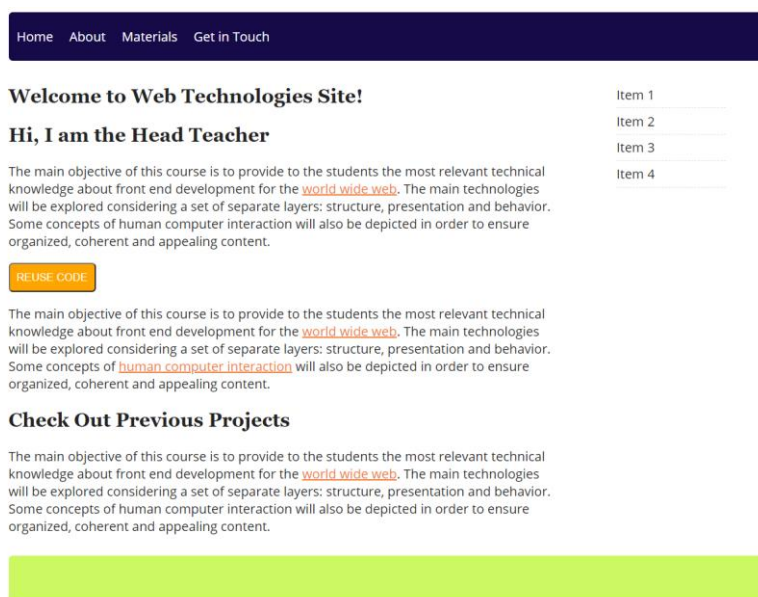 Home About Materials Get in Touch
Welcome to Web Technologies Site!
Hi, I am the Head Teacher
The main objective of this course is to provide to the students the most relevant technical
knowledge about front end development for the world wide web. The main technologies
will be explored considering a set of separate layers: structure, presentation and behavior.
Some concepts of human computer interaction will also be depicted in order to ensure
organized, coherent and appealing content.
REUSE CODE
The main objective of this course is to provide to the students the most relevant technical
knowledge about front end development for the world wide web. The main technologies
will be explored considering a set of separate layers: structure, presentation and behavior.
Some concepts of human computer interaction will also be depicted in order to ensure
organized, coherent and appealing content.
Check Out Previous Projects
The main objective of this course is to provide to the students the most relevant technical
knowledge about front end development for the world wide web. The main technologies
will be explored considering a set of separate layers: structure, presentation and behavior.
Some concepts of human computer interaction will also be depicted in order to ensure
organized, coherent and appealing content.
Item 1
Item 2
Item 3
Item 4